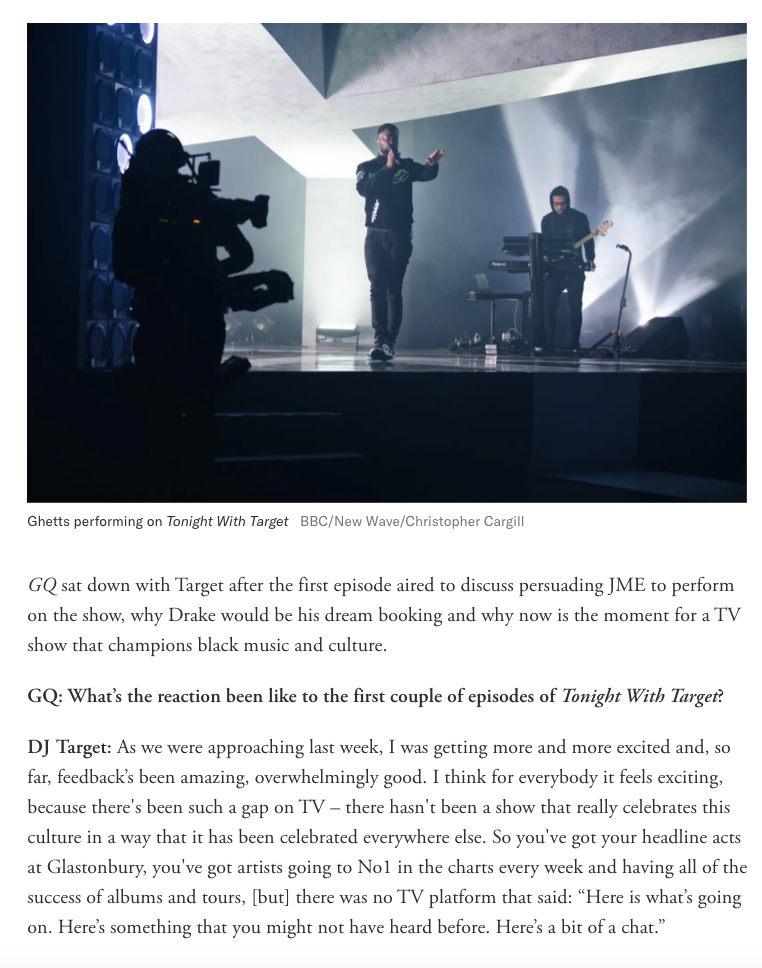 Roland
Ghetts performing on Tonight With Target BBC/New Wave/Christopher Cargill
GQ sat down with Target after the first episode aired to discuss persuading JME to perform
on the show, why Drake would be his dream booking and why now is the moment for a TV
show that champions black music and culture.
GQ: What’s the reaction been like to the first couple of episodes of Tonight With Target?
DJ Target: As we were approaching last week, I was getting more and more excited and, so
far, feedback’s been amazing, overwhelmingly good. I think for everybody it feels exciting,
because there's been such a gap on TV – there hasn't been a show that really celebrates this
culture in a way that it has been celebrated everywhere else. So you've got your headline acts
at Glastonbury, you've got artists going to No1 in the charts every week and having all of the
success of albums and tours, [but] there was no TV platform that said: “Here is what’s going
on. Here’s something that you might not have heard before. Here’s a bit of a chat.”